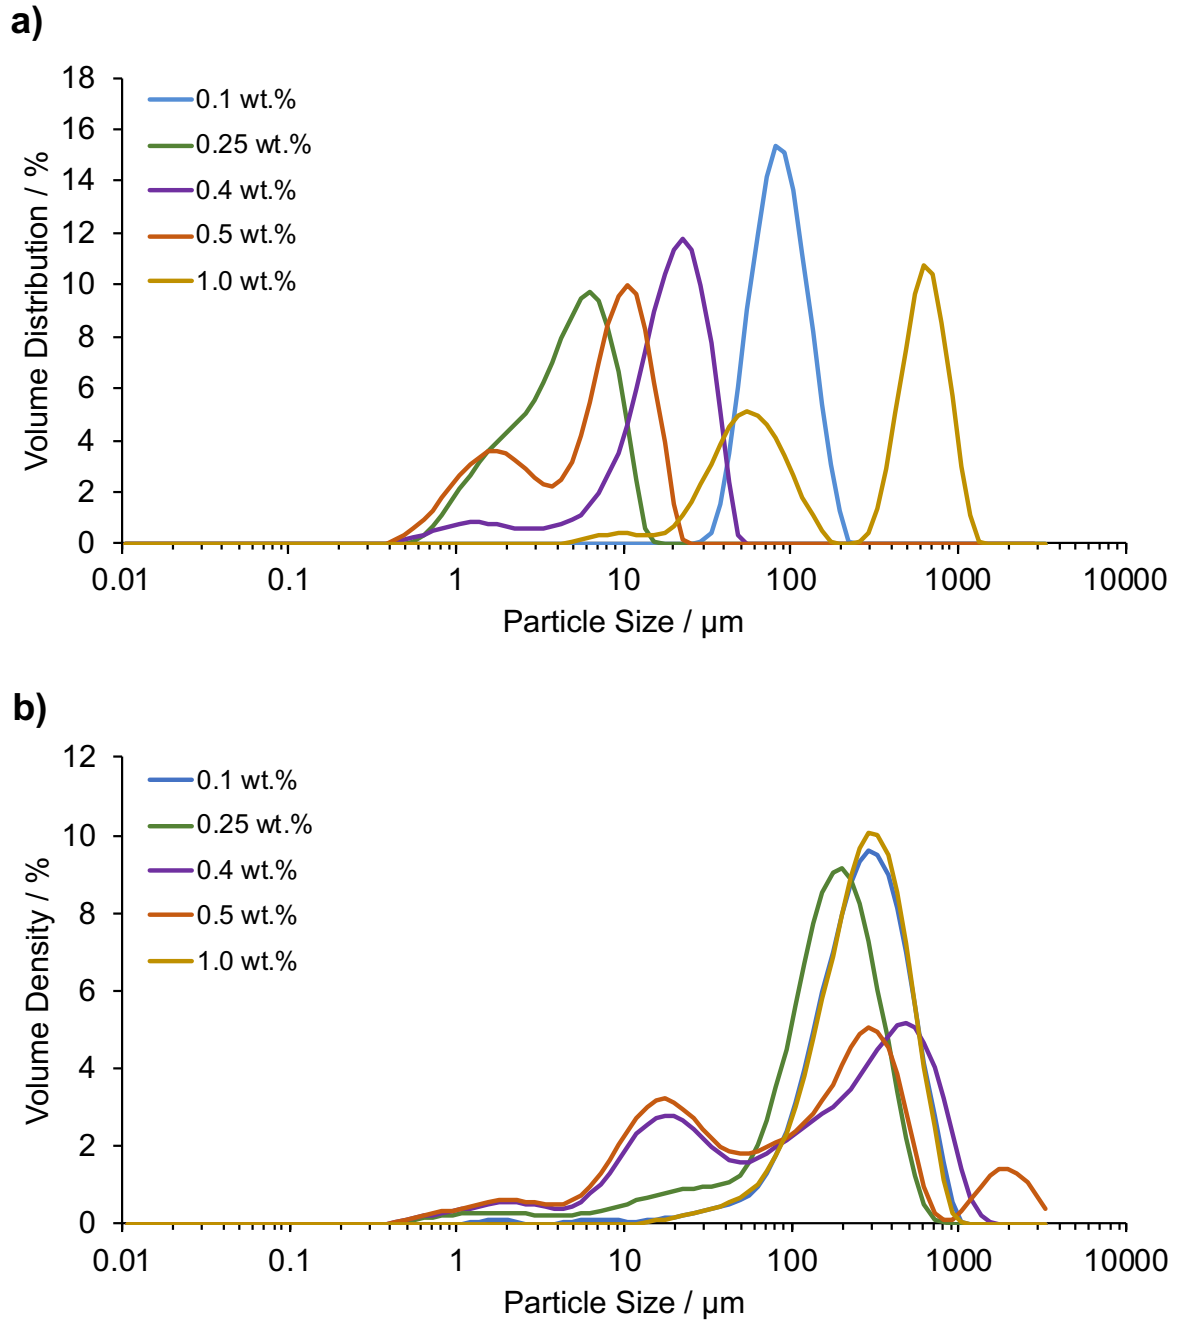 a)
18
16
14
12
10
8
6
4
2
0
Volume Distribution / %
0.1 wt.%
0.25 wt.%
0.4 wt.%
0.5 wt.%
1.0 wt.%
0.01 0.1 1 10 100 1000 10000
Particle Size / µm
b)
12
10
8
6
4
2
0
Volume Density / %
0.1 wt.%
0.25 wt.%
0.4 wt.%
0.5 wt.%
1.0 wt.%
0.01 0.1 1 10 100 1000 10000
Particle Size / µm